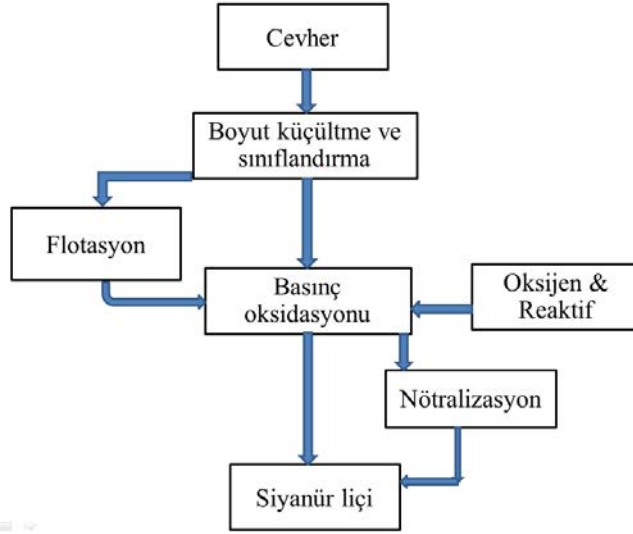 Cevher
Boyut küçültme ve
sınıflandırma
Flotasyon
Basınç
oksidasyonu
Oksijen &
Reaktif
Nötralizasyon
Siyanür liçi